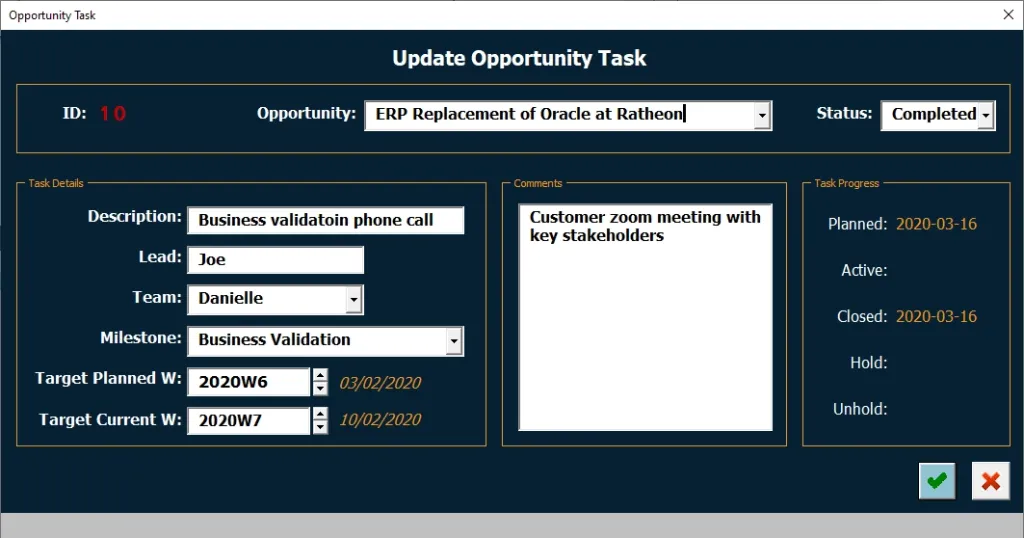 Opportunity Task
Update Opportunity Task
ID: 10 Opportunity: ERP Replacement of Oracle at Ratheon Status: Completed
Task Details
Description: Business validatoin phone call
Lead: Joe
Team: Danielle
Milestone: Business Validation
Target Planned W: 2020W6 03/02/2020
Target Current W: 2020W7 10/02/2020
Comments
Customer zoom meeting with
key stakeholders
Task Progress
Planned: 2020-03-16
Active:
Closed: 2020-03-16
Hold:
Unhold: